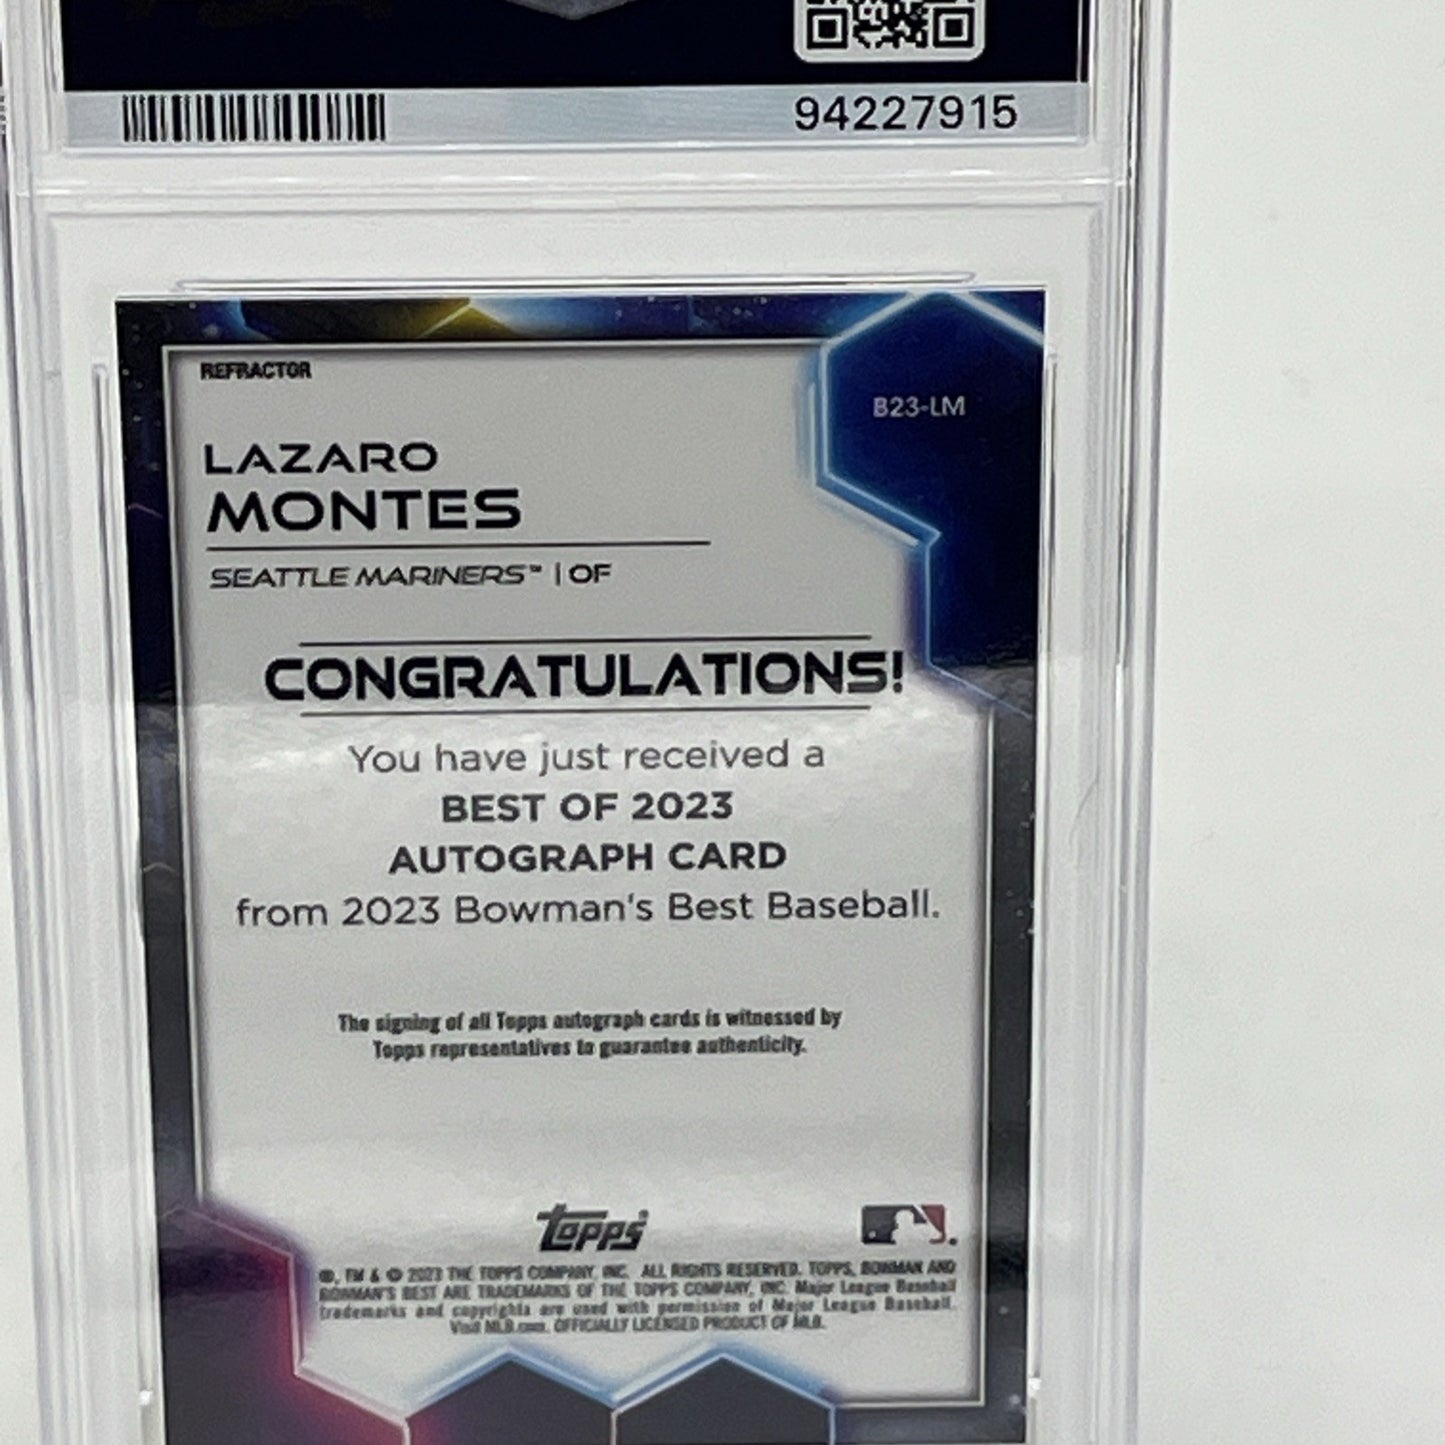 94227915
REFRACTOR
B23-LM
LAZARO
MONTES
SEATTLE MARINERS™ | OF
CONGRATULATIONS!
You have just received a
BEST OF 2023
AUTOGRAPH CARD
from 2023 Bowman's Best Baseball.
The signing of all Topps autograph cards is witnessed by
Topps representatives to guarantee authenticity.
Topps
®, TM & © 2023 THE TOPPS COMPANY, INC. ALL RIGHTS RESERVED. TOPPS, BOWMAN AND
BOWMAN'S BEST ARE TRADEMARKS OF THE TOPPS COMPANY, INC. Major League Baseball
trademarks and copyrights are used with permission of Major League Baseball.
Visit MLB.com. OFFICIALLY LICENSED PRODUCT OF MLB.